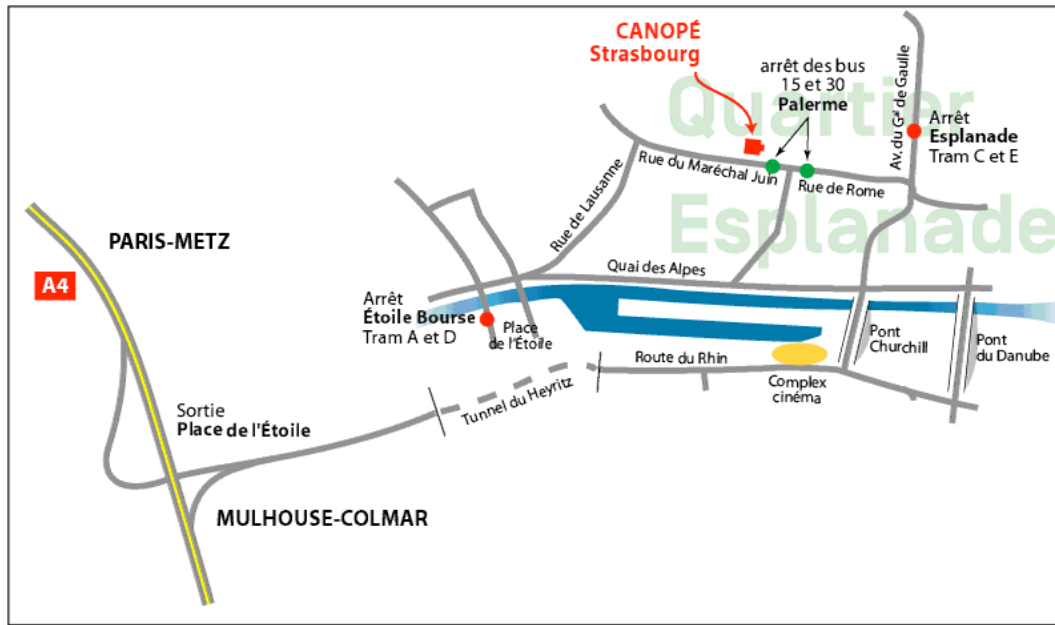 CANOPÉ
Strasbourg
arrêt des bus
15 et 30
Palerme
Av. du Gᵃˡ de Gaulle
Quartier
Esplanade
Arrêt
Esplanade
Tram C et E
Rue du Maréchal Juin
Rue de Rome
Rue de Lausanne
PARIS-METZ
A4
Quai des Alpes
Arrêt
Étoile Bourse
Tram A et D
Place
de l'Étoile
Pont
Churchill
Pont
du Danube
Route du Rhin
Complex
cinéma
Tunnel du Heyritz
Sortie
Place de l'Étoile
MULHOUSE-COLMAR